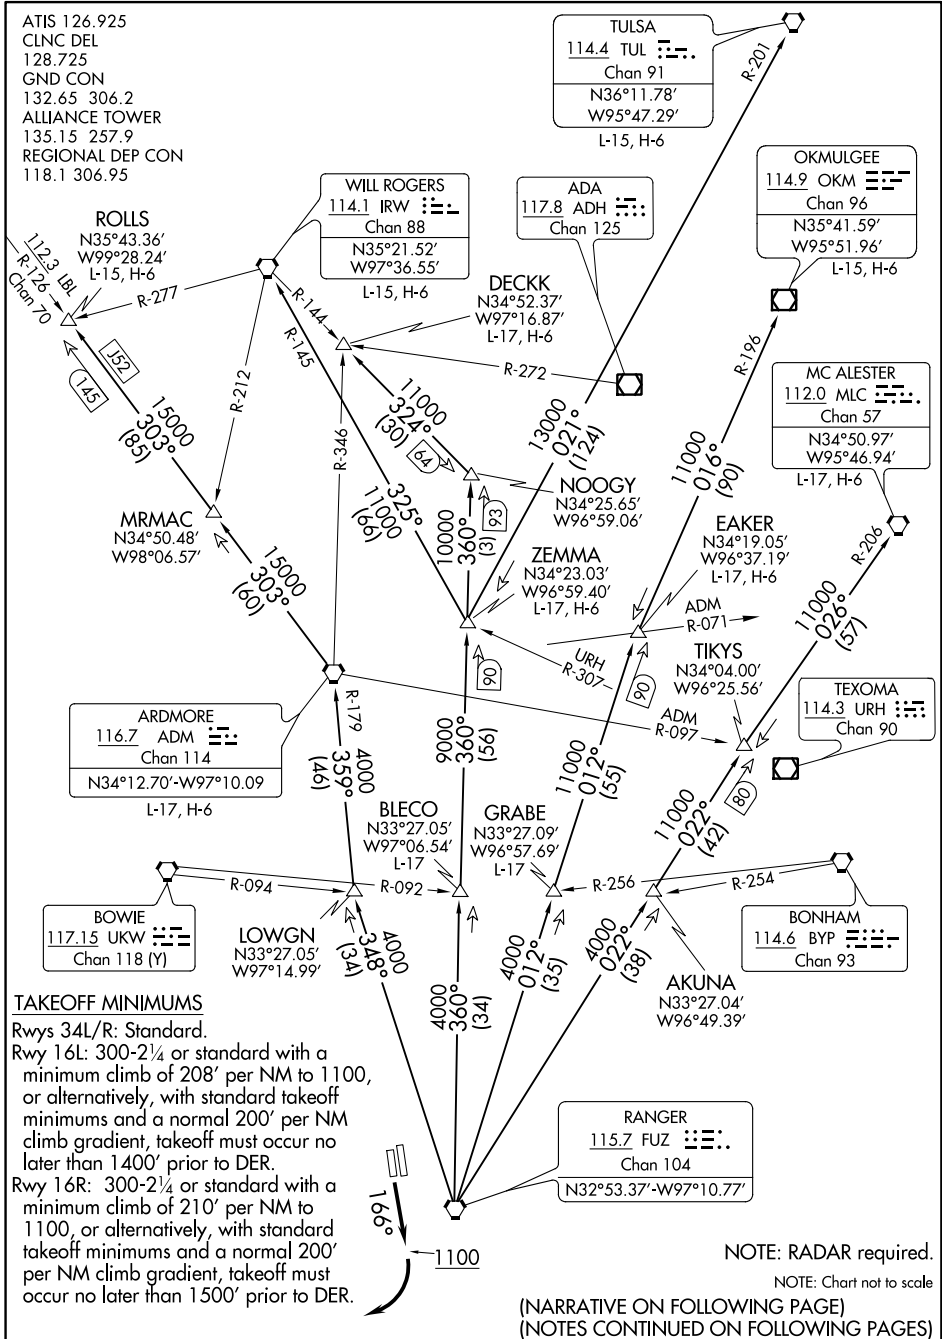 ATIS 126.925
CLNC DEL
128.725
GND CON
132.65 306.2
ALLIANCE TOWER
135.15 257.9
REGIONAL DEP CON
118.1 306.95
TULSA
114.4 TUL
Chan 91
N36°11.78'
W95°47.29'
L-15, H-6
R-201
OKMULGEE
114.9 OKM
Chan 96
N35°41.59'
W95°51.96'
L-15, H-6
WILL ROGERS
114.1 IRW
Chan 88
N35°21.52'
W97°36.55'
L-15, H-6
ADA
117.8 ADH
Chan 125
ROLLS
N35°43.36'
W99°28.24'
L-15, H-6
112.3 LBL
R-126
Chan 70
R-277
R-144
R-145
R-212
DECKK
N34°52.37'
W97°16.87'
L-17, H-6
R-272
R-196
MC ALESTER
112.0 MLC
Chan 57
N34°50.97'
W95°46.94'
L-17, H-6
R-206
J52
145
15000
303°
(85)
R-346
11000
324°
(30)
64
13000
021°
(124)
11000
016°
(90)
MRMAC
N34°50.48'
W98°06.57'
325°
11000
(66)
10000
360°
(3)
93
NOOGY
N34°25.65'
W96°59.06'
EAKER
N34°19.05'
W96°37.19'
L-17, H-6
ZEMMA
N34°23.03'
W96°59.40'
L-17, H-6
15000
303°
(60)
11000
026°
(57)
ADM
R-071
URH
R-307
TIKYS
N34°04.00'
W96°25.56'
90
90
ADM
R-097
TEXOMA
114.3 URH
Chan 90
ARDMORE
116.7 ADM
Chan 114
N34°12.70'-W97°10.09
L-17, H-6
R-179
4000
359°
(46)
9000
360°
(56)
11000
012°
(55)
11000
022°
(42)
80
BLECO
N33°27.05'
W97°06.54'
L-17
GRABE
N33°27.09'
W96°57.69'
L-17
R-094
R-092
R-256
R-254
BOWIE
117.15 UKW
Chan 118 (Y)
LOWGN
N33°27.05'
W97°14.99'
BONHAM
114.6 BYP
Chan 93
AKUNA
N33°27.04'
W96°49.39'
4000
348°
(34)
4000
360°
(34)
4000
012°
(35)
4000
022°
(38)
TAKEOFF MINIMUMS
Rwys 34L/R: Standard.
Rwy 16L: 300-2¼ or standard with a
minimum climb of 208' per NM to 1100,
or alternatively, with standard takeoff
minimums and a normal 200' per NM
climb gradient, takeoff must occur no
later than 1400' prior to DER.
Rwy 16R: 300-2¼ or standard with a
minimum climb of 210' per NM to
1100, or alternatively, with standard
takeoff minimums and a normal 200'
per NM climb gradient, takeoff must
occur no later than 1500' prior to DER.
RANGER
115.7 FUZ
Chan 104
N32°53.37'-W97°10.77'
166°
1100
NOTE: RADAR required.
NOTE: Chart not to scale
(NARRATIVE ON FOLLOWING PAGE)
(NOTES CONTINUED ON FOLLOWING PAGES)